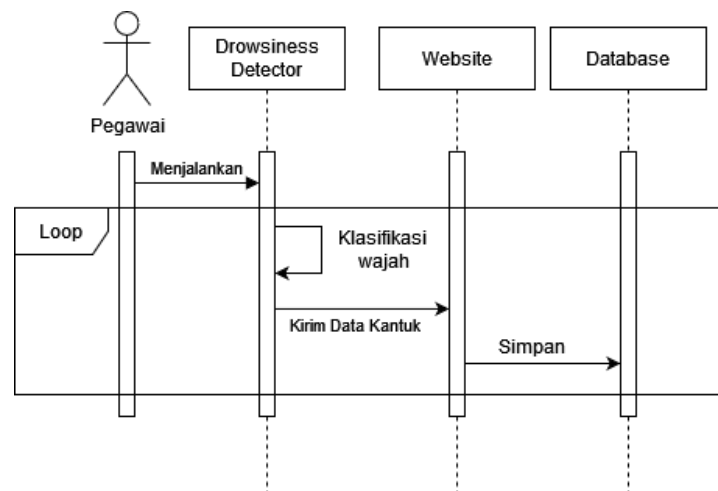 Drowsiness
Detector
Website
Database
Pegawai
Menjalankan
Loop
Klasifikasi
wajah
Kirim Data Kantuk
Simpan